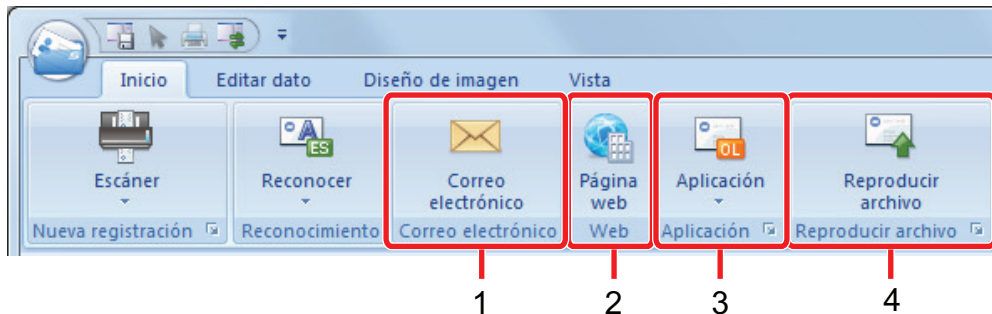 Inicio Editar dato Diseño de imagen Vista
ES OL
Escáner Reconocer Correo electrónico Página web Aplicación Reproducir archivo
Nueva registración Reconocimiento Correo electrónico Web Aplicación Reproducir archivo
1 2 3 4